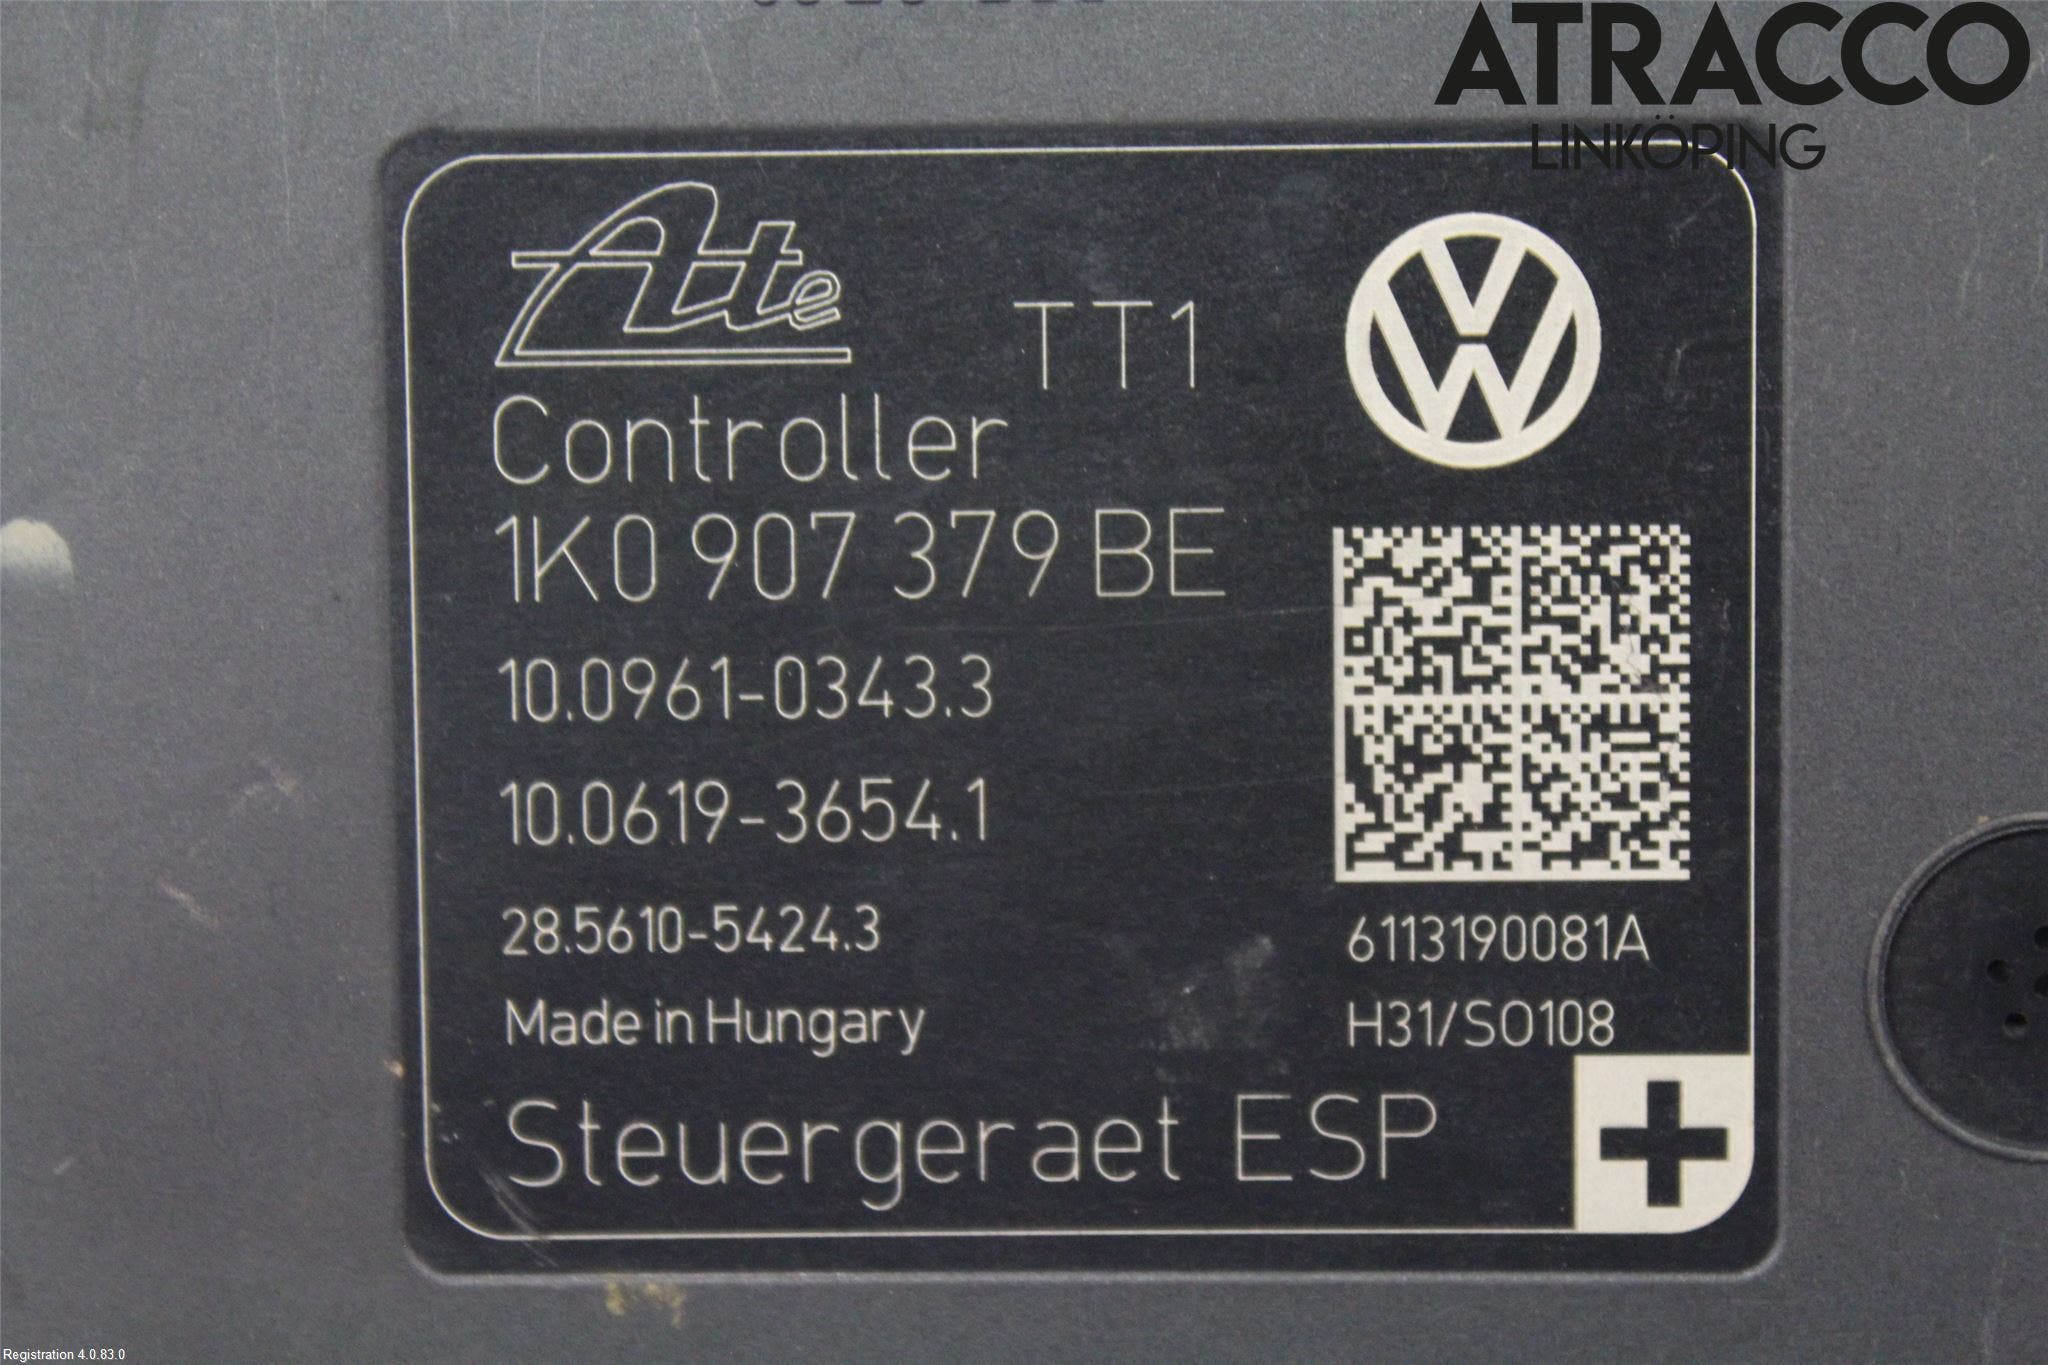 ATRACCO
LINKÖPING
Ate
TT1
Controller
1K0 907 379 BE
10.0961-0343.3
10.0619-3654.1
28.5610-5424.3
6113190081A
Made in Hungary
H31/SO108
Steuergeraet ESP
Registration 4.0.83.0